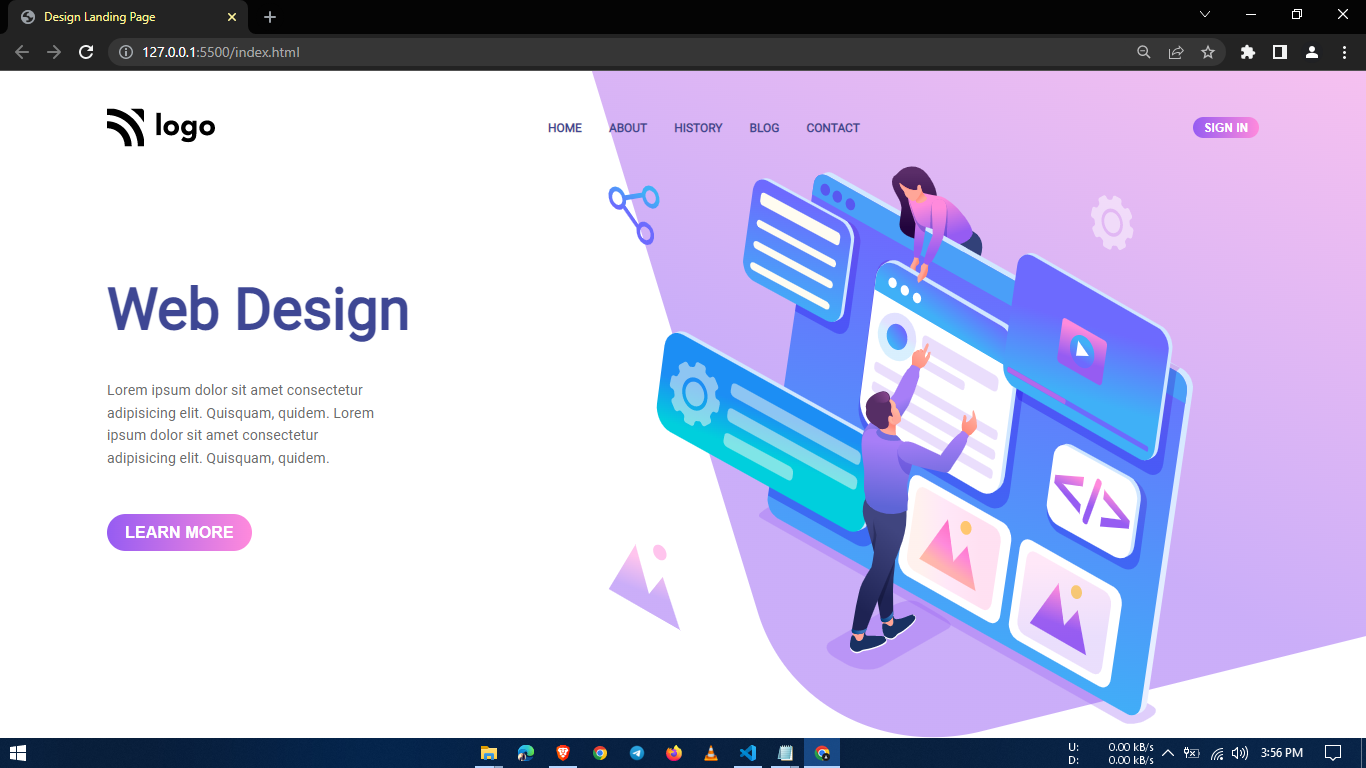 Design Landing Page
127.0.0.1:5500/index.html
logo
HOME ABOUT HISTORY BLOG CONTACT
SIGN IN
Web Design
Lorem ipsum dolor sit amet consectetur
adipisicing elit. Quisquam, quidem. Lorem
ipsum dolor sit amet consectetur
adipisicing elit. Quisquam, quidem.
LEARN MORE
</>
U: 0.00 kB/s
D: 0.00 kB/s
3:56 PM